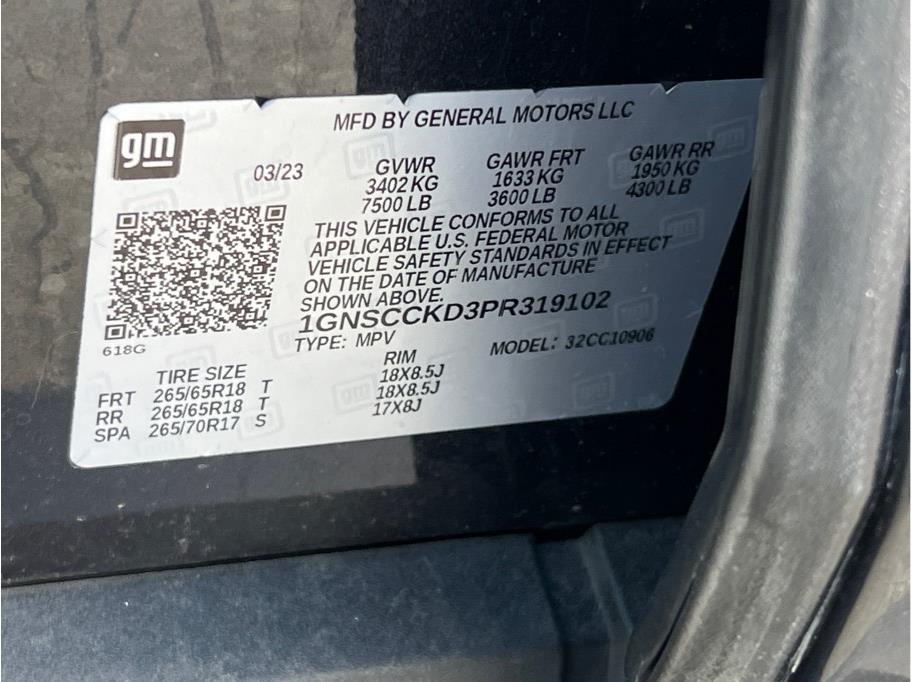 gm
MFD BY GENERAL MOTORS LLC
03/23
GVWR
3402 KG
7500 LB
GAWR FRT
1633 KG
3600 LB
GAWR RR
1950 KG
4300 LB
THIS VEHICLE CONFORMS TO ALL
APPLICABLE U.S. FEDERAL MOTOR
VEHICLE SAFETY STANDARDS IN EFFECT
ON THE DATE OF MANUFACTURE
SHOWN ABOVE.
1GNSCCKD3PR319102
TYPE: MPV
MODEL: 32CC10906
618G
TIRE SIZE RIM
FRT 265/65R18 T 18X8.5J
RR 265/65R18 T 18X8.5J
SPA 265/70R17 S 17X8J